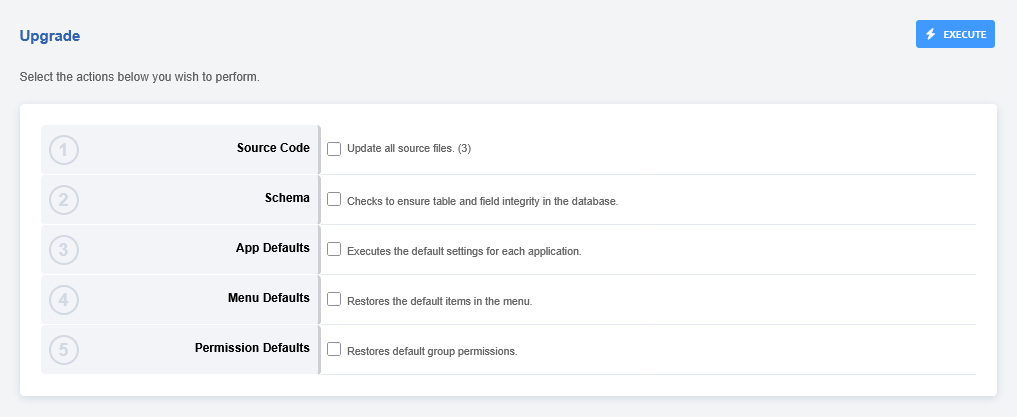 Upgrade
EXECUTE
Select the actions below you wish to perform.
1 Source Code Update all source files. (3)
2 Schema Checks to ensure table and field integrity in the database.
3 App Defaults Executes the default settings for each application.
4 Menu Defaults Restores the default items in the menu.
5 Permission Defaults Restores default group permissions.